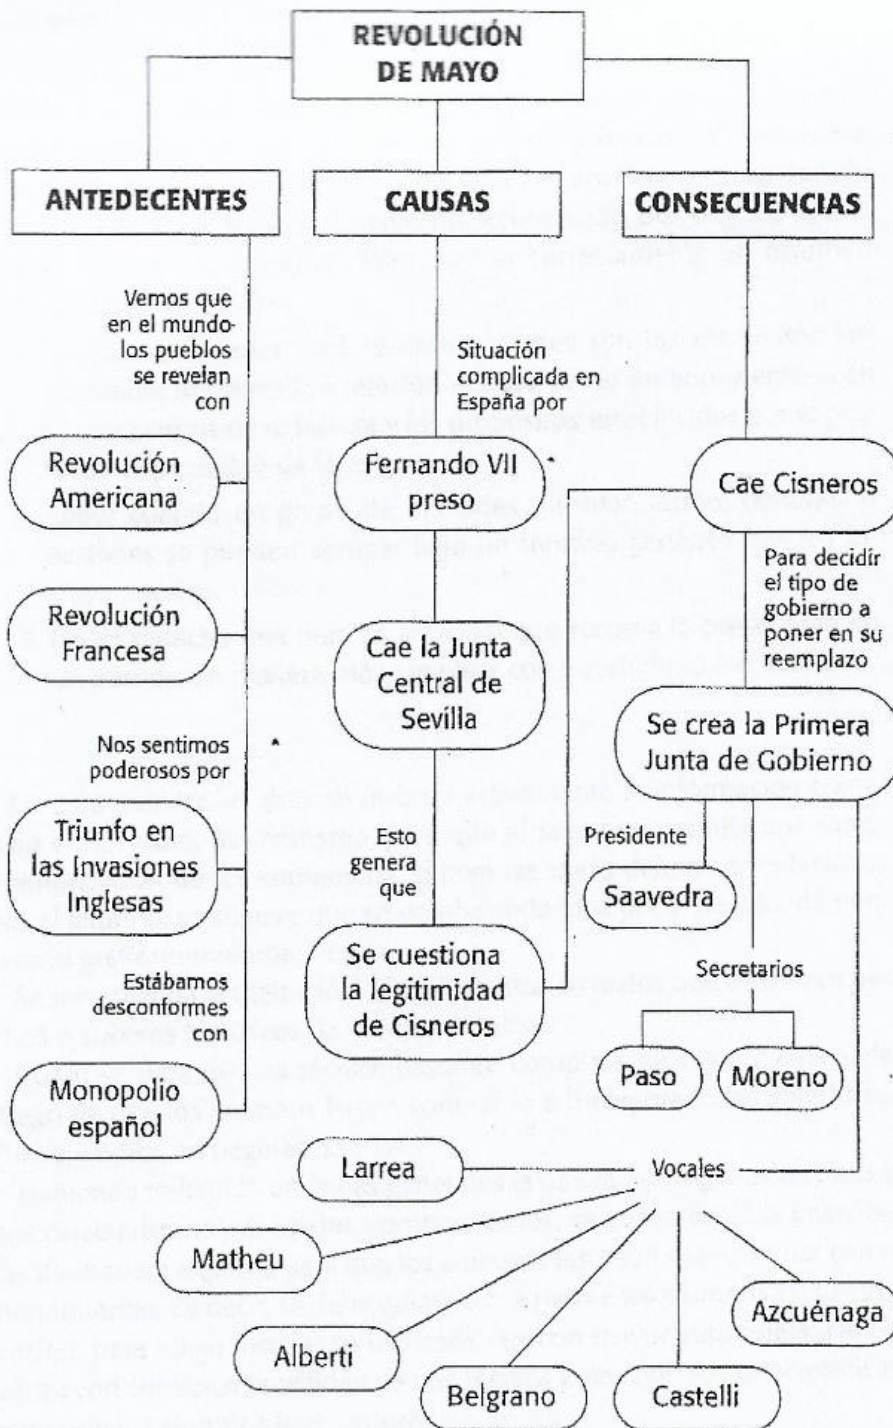 REVOLUCIÓN
DE MAYO
ANTEDECENTES
Vemos que
en el mundo
los pueblos
se revelan
con
Revolución
Americana
Revolución
Francesa
Nos sentimos
poderosos por
Triunfo en
las Invasiones
Inglesas
Estábamos
desconformes
con
Monopolio
español
CAUSAS
Situación
complicada en
España por
Fernando VII
preso
Cae la Junta
Central de
Sevilla
Esto
genera
que
Se cuestiona
la legitimidad
de Cisneros
CONSECUENCIAS
Cae Cisneros
Para decidir
el tipo de
gobierno a
poner en su
reemplazo
Se crea la Primera
Junta de Gobierno
Presidente
Saavedra
Secretarios
Paso
Moreno
Vocales
Larrea
Matheu
Alberti
Belgrano
Castelli
Azcuénaga